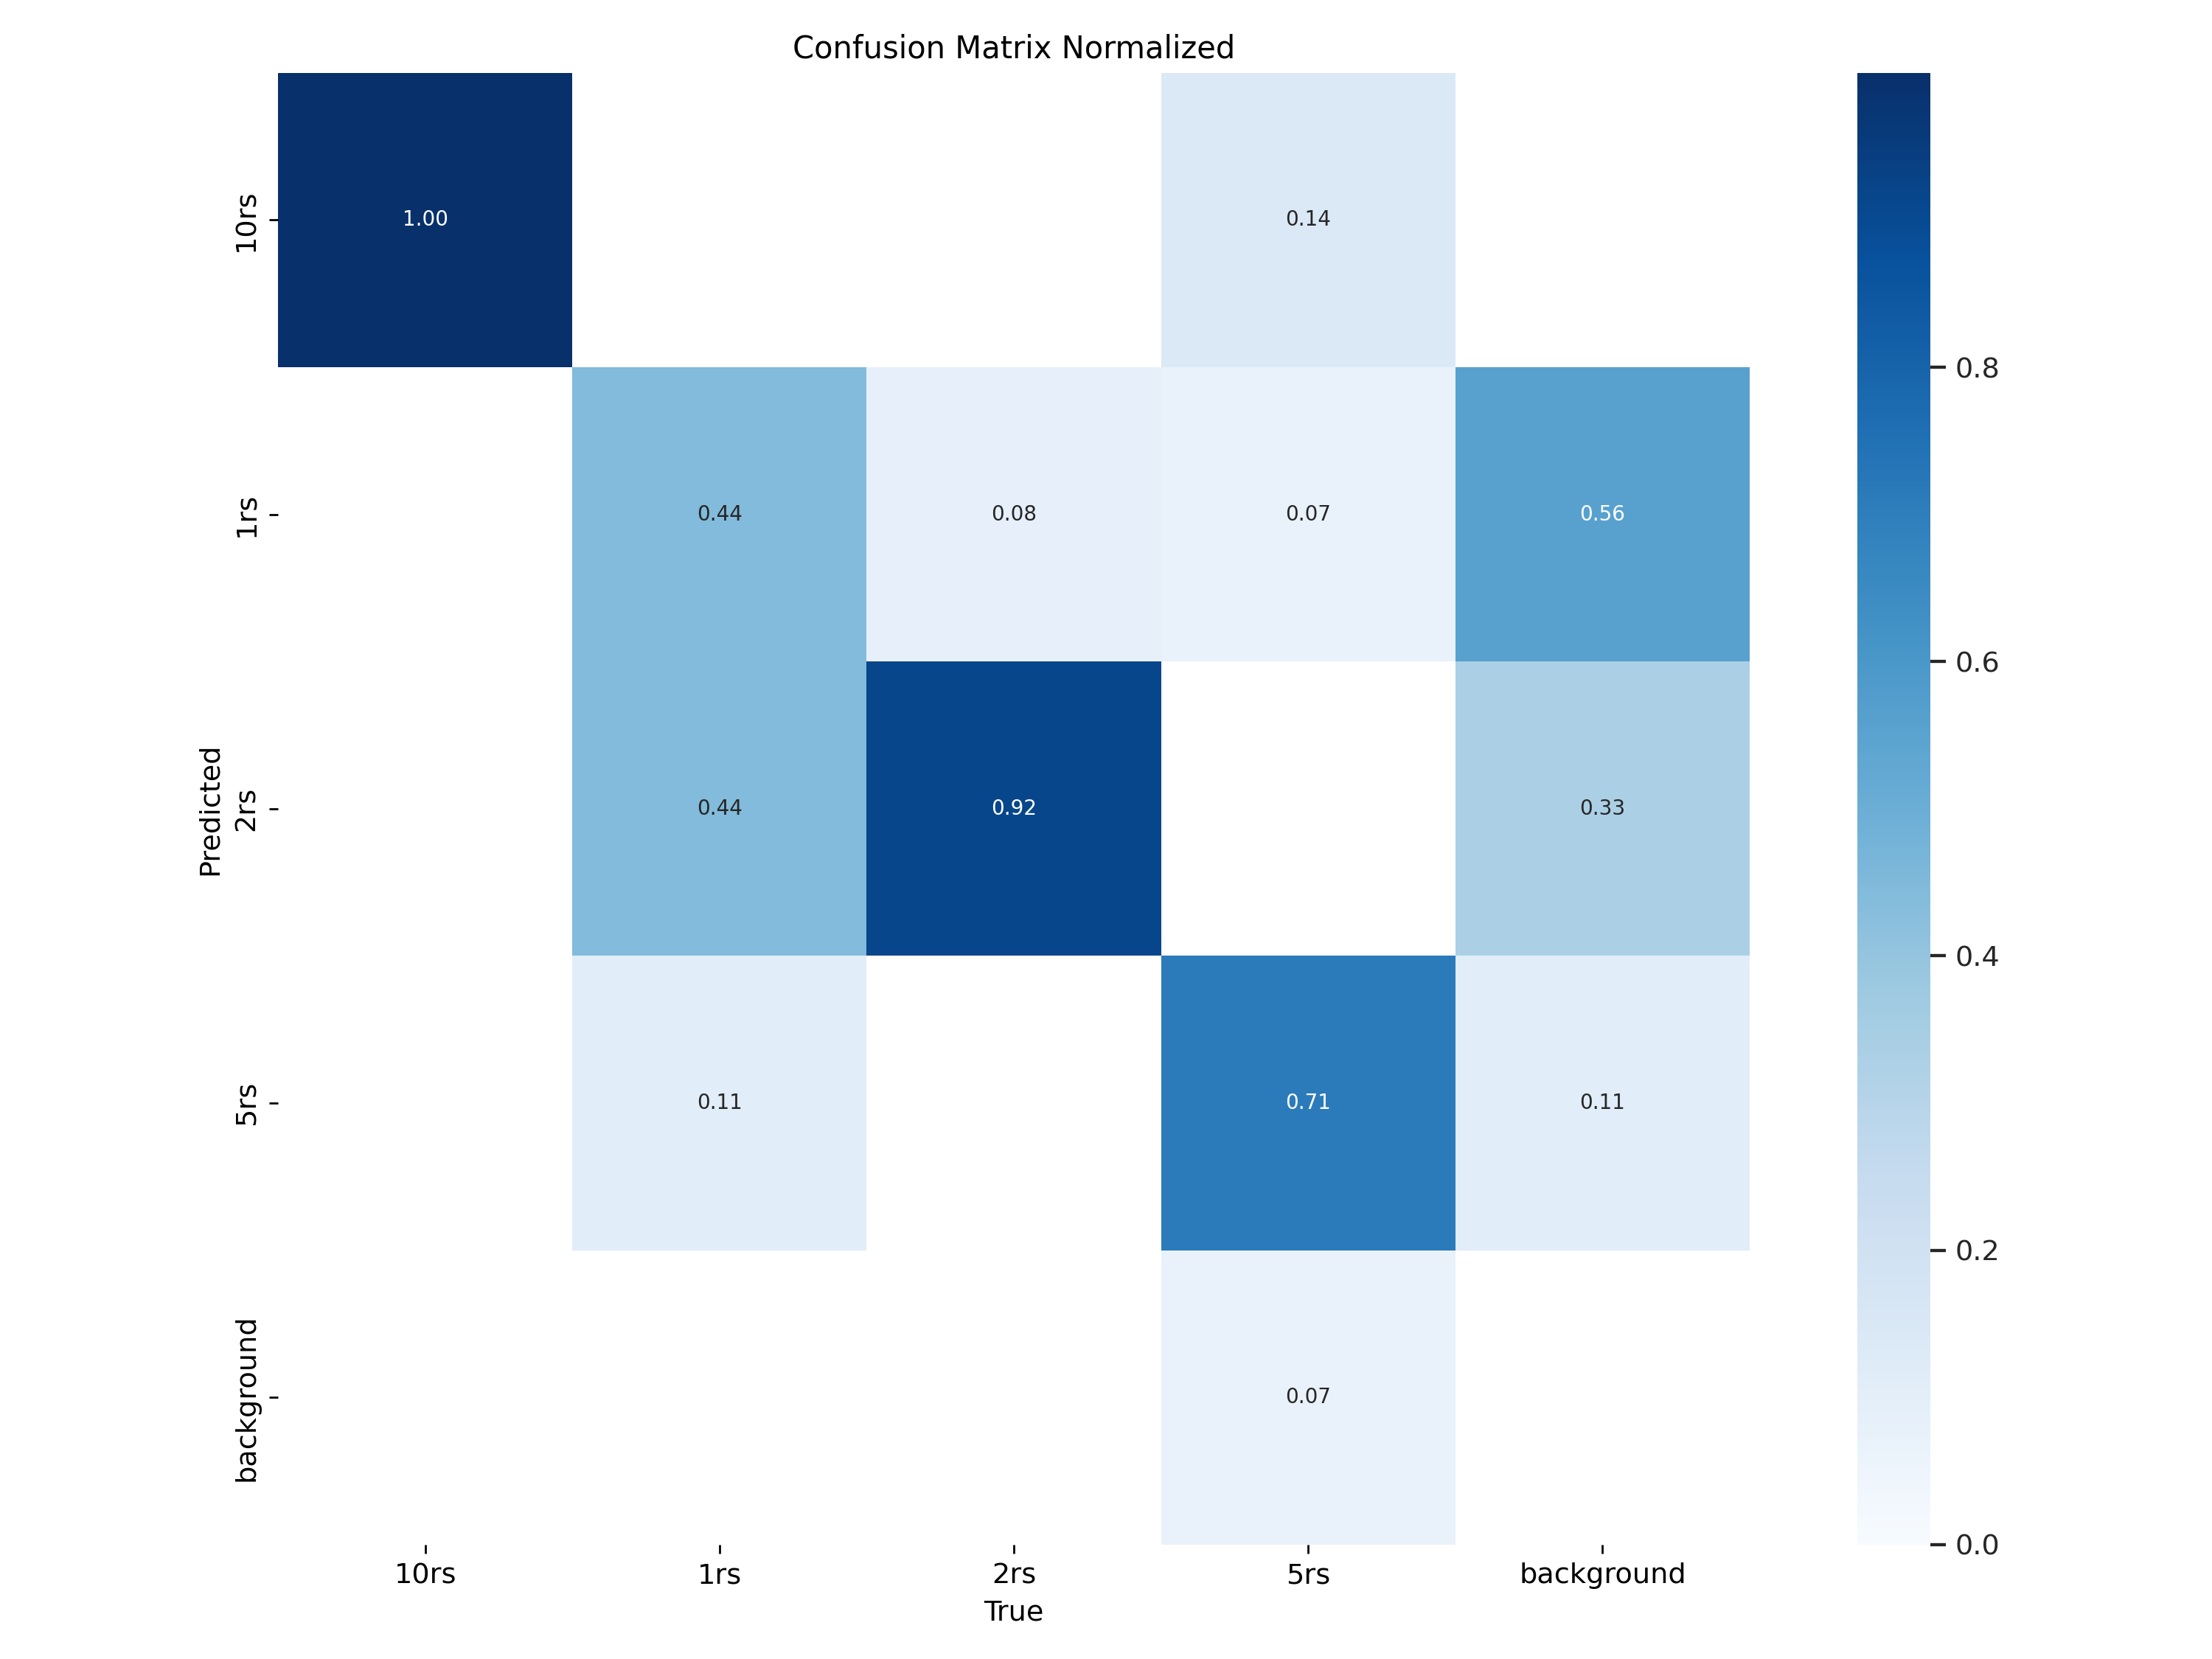 Confusion Matrix Normalized
10rs
1.00
0.14
1rs
0.44
0.08
0.07
0.56
2rs
0.44
0.92
0.33
5rs
0.11
0.71
0.11
background
0.07
Predicted
10rs
1rs
2rs
5rs
background
True
0.8
0.6
0.4
0.2
0.0